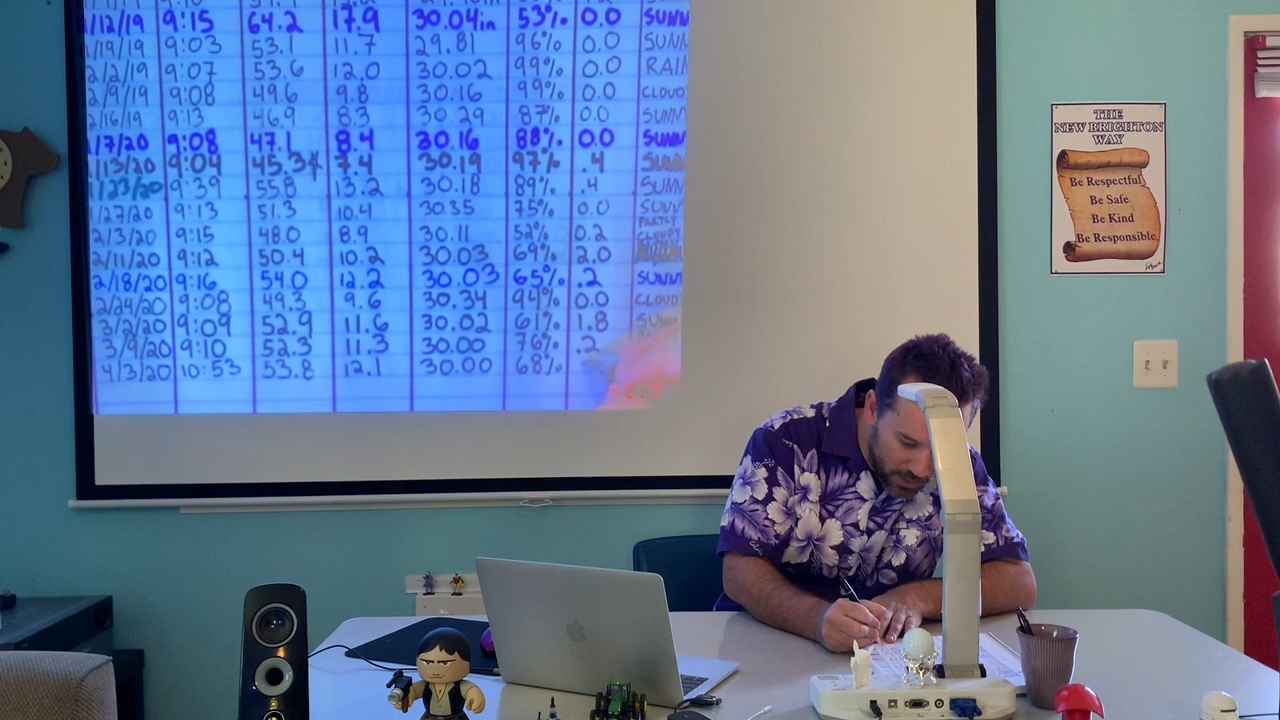 /12/19 9:15 64.2 17.9 30.04in 53% 0.0 SUNN
/19/19 9:03 53.1 11.7 29.81 96% 0.0 SUNN
2/2/19 9:07 53.6 12.0 30.02 99% 0.0 RAIN
2/9/19 9:08 49.6 9.8 30.16 99% 0.0 CLOUDY
2/16/19 9:13 46.9 8.3 30.29 87% 0.0 SUNNY
1/7/20 9:08 47.1 8.4 30.16 88% 0.0 SUNNY
1/13/20 9:04 45.3* 7.4 30.19 97% .4
1/23/20 9:39 55.8 13.2 30.18 89% .4 SUNN
1/27/20 9:13 51.3 10.4 30.35 75% 0.0 SUNNY
2/3/20 9:15 48.0 8.9 30.11 52% 0.2 PARTLY CLOUDY
2/11/20 9:12 50.4 10.2 30.03 69% 2.0
2/18/20 9:16 54.0 12.2 30.03 65% .2 SUNNY
2/24/20 9:08 49.3 9.6 30.34 94% 0.0 CLOUDY
3/2/20 9:09 52.9 11.6 30.02 61% 1.8 SUNN
3/9/20 9:10 52.3 11.3 30.00 76% .2
4/3/20 10:53 53.8 12.1 30.00 68%
THE
NEW BRIGHTON
WAY
Be Respectful
Be Safe
Be Kind
Be Responsible